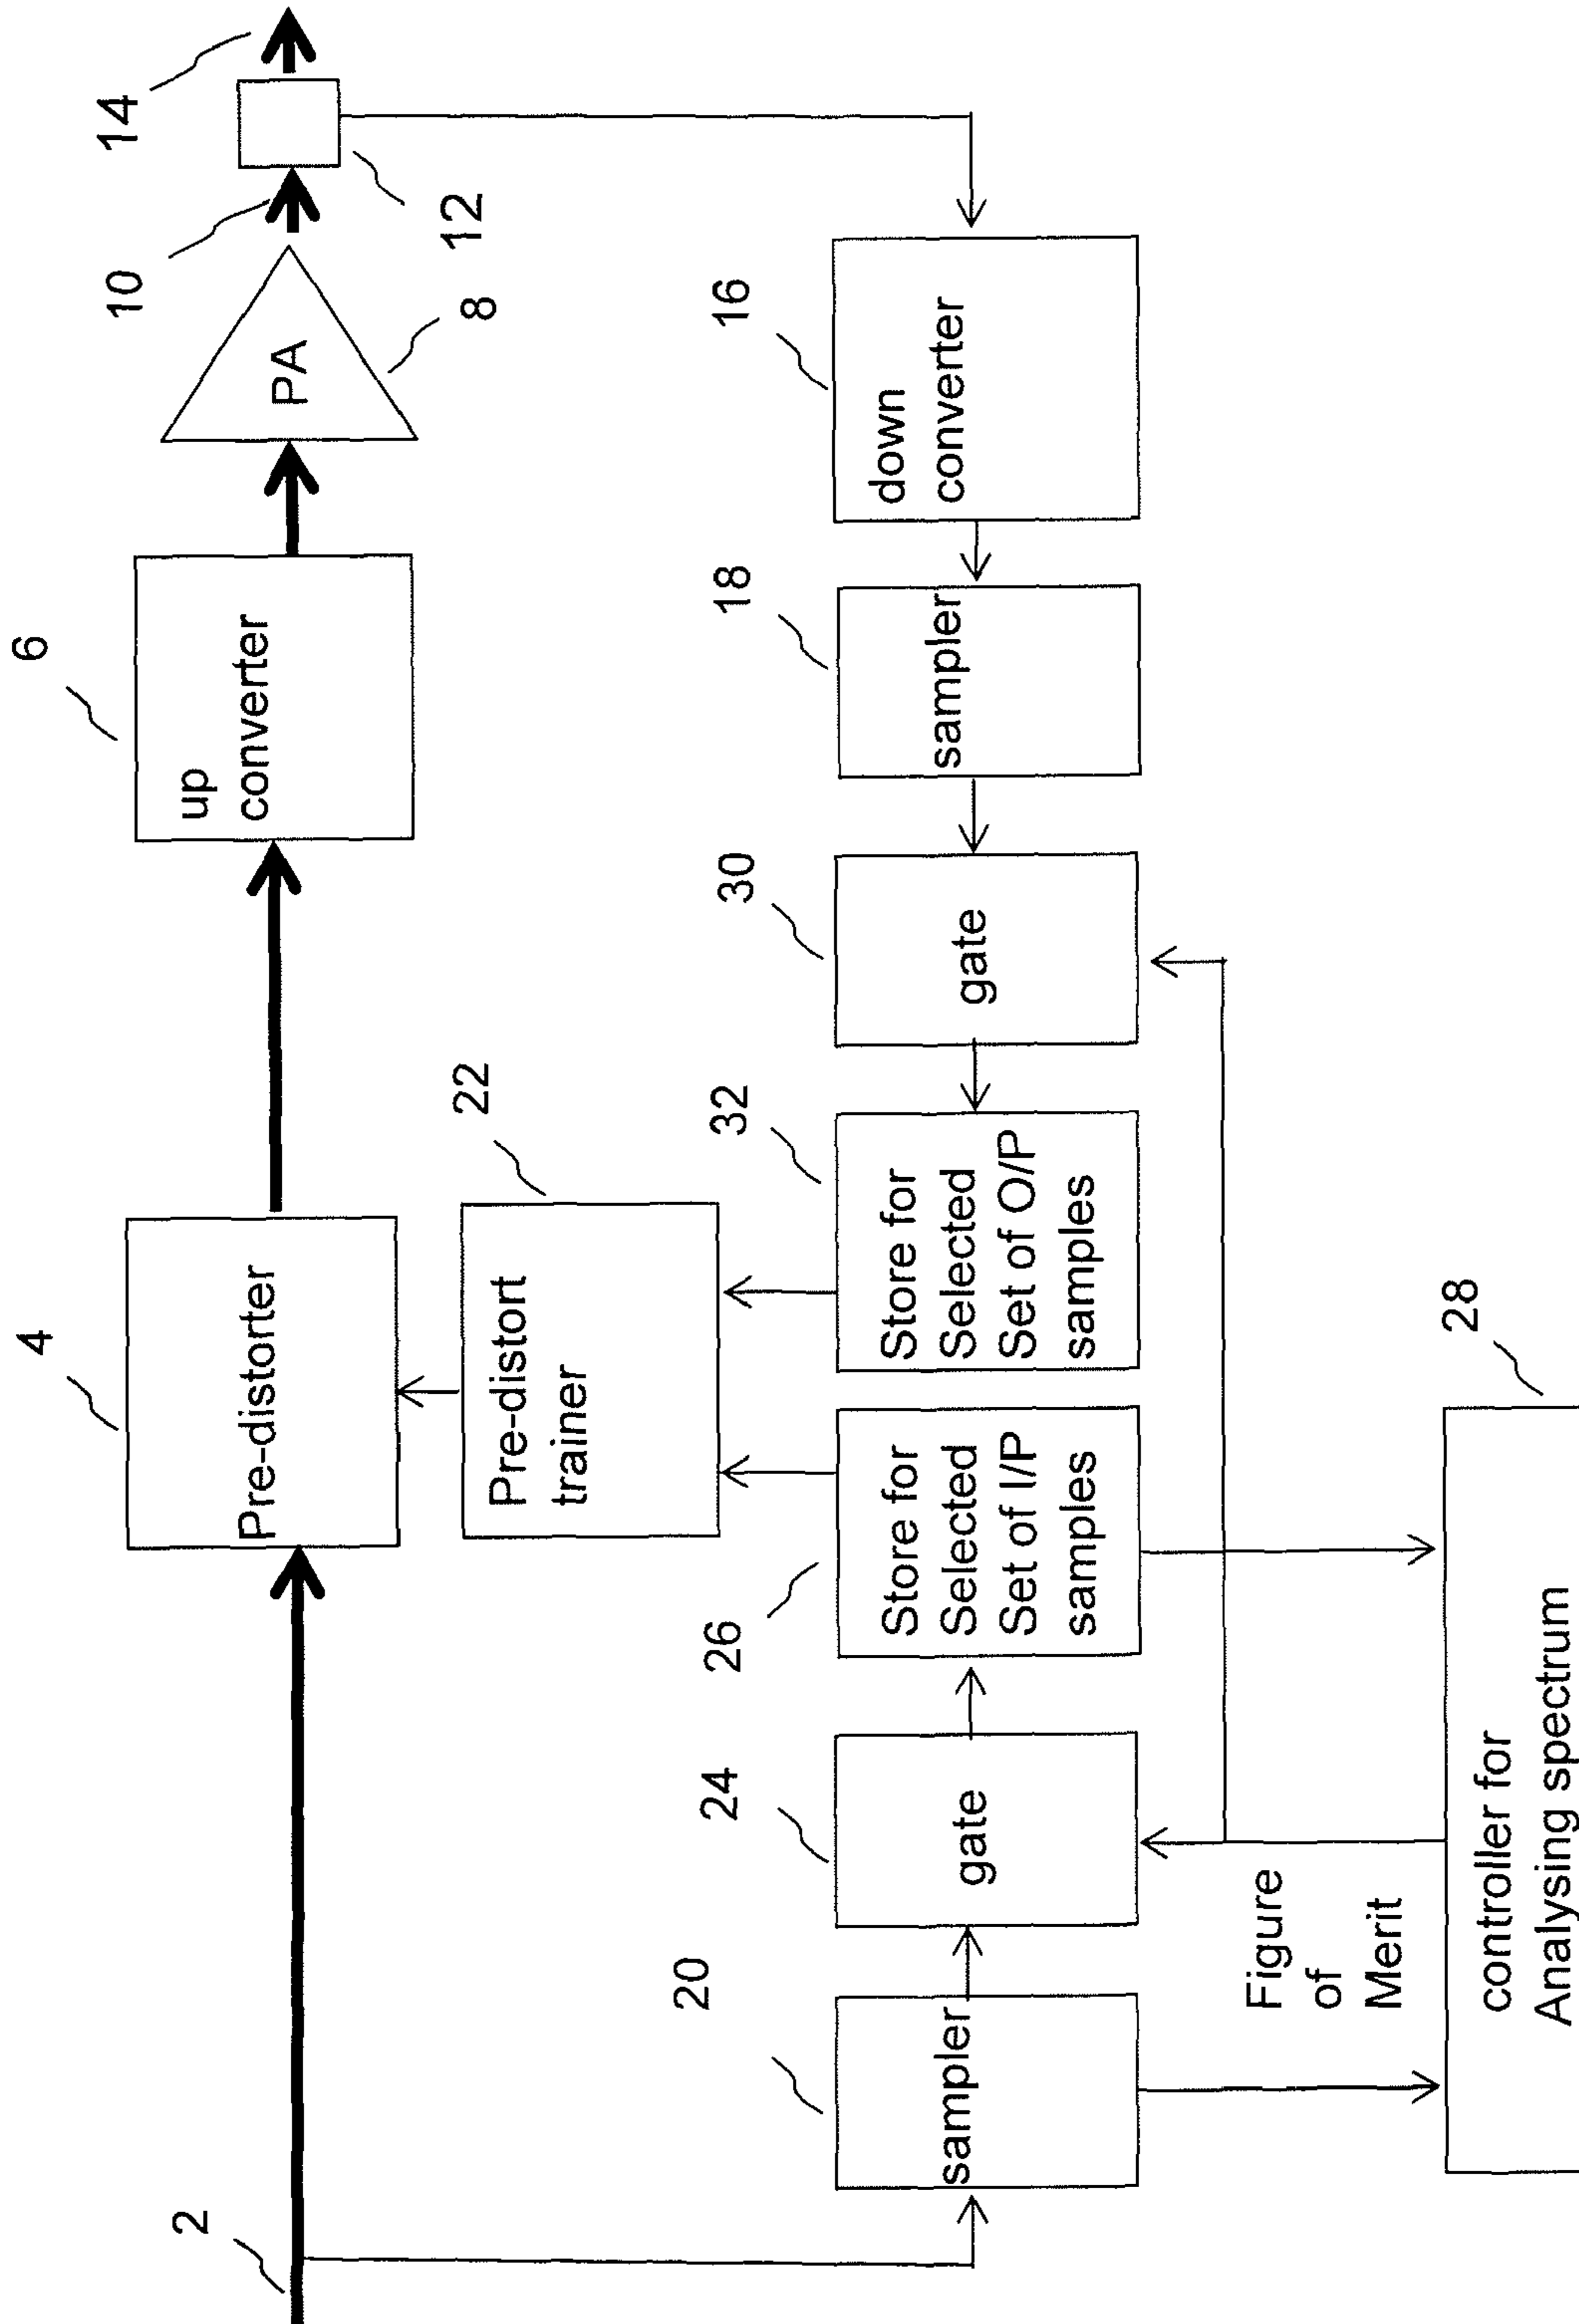 2
4
Pre-distorter
6
up
converter
PA
8
10
12
14
22
Pre-distort
trainer
20
sampler
24
gate
26
Store for
Selected
Set of I/P
samples
32
Store for
Selected
Set of O/P
samples
30
gate
18
sampler
16
down
converter
Figure
of
Merit
28
controller for
Analysing spectrum